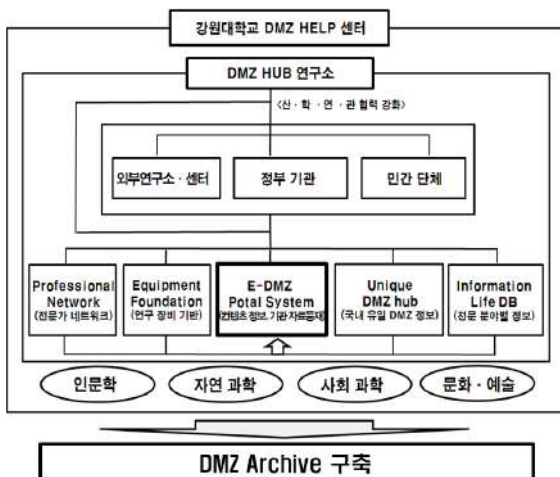 강원대학교 DMZ HELP 센터
DMZ HUB 연구소
<산·학·연·관 협력 강화>
외부연구소·센터
정부 기관
민간 단체
Professional
Network
(전문가 네트워크)
Equipment
Foundation
(연구 장비 기반)
E-DMZ
Potal System
(컨텐츠 정보, 기관 자료등재)
Unique
DMZ hub
(국내 유일 DMZ 정보)
Information
Life DB
(전문 분야별 정보)
인문학
자연 과학
사회 과학
문화·예술
DMZ Archive 구축